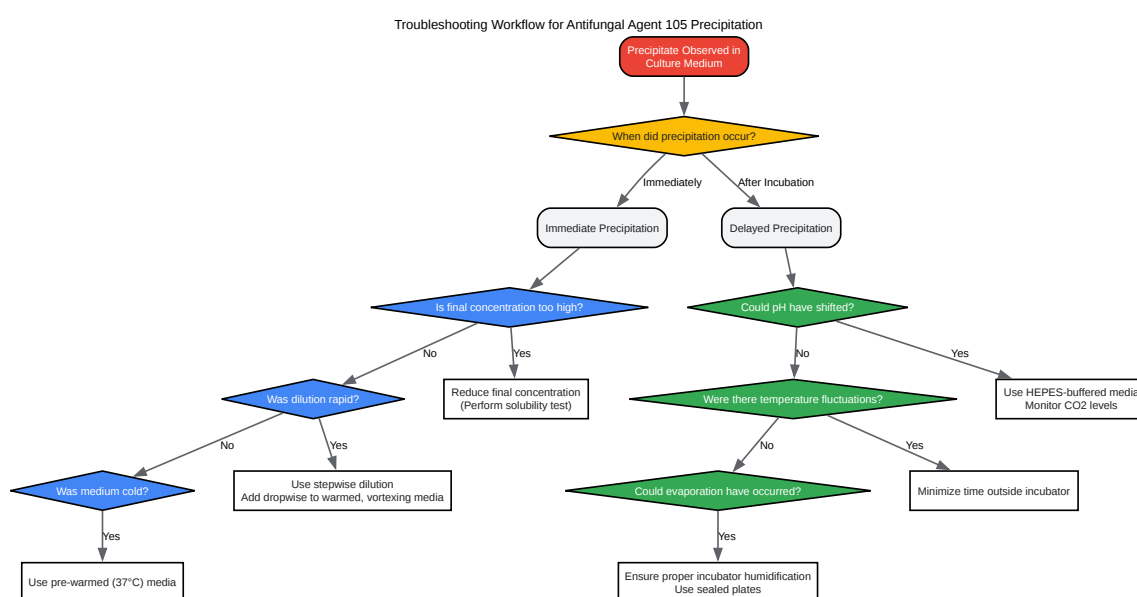 Troubleshooting Workflow for Antifungal Agent 105 Precipitation
Precipitate Observed in
Culture Medium
When did precipitation occur?
Immediately
After Incubation
Immediate Precipitation
Delayed Precipitation
Is final concentration too high?
Could pH have shifted?
No
Yes
No
Yes
Was dilution rapid?
Reduce final concentration
(Perform solubility test)
Were there temperature fluctuations?
Use HEPES-buffered media
Monitor CO2 levels
No
Yes
No
Yes
Was medium cold?
Use stepwise dilution
Add dropwise to warmed, vortexing media
Could evaporation have occurred?
Minimize time outside incubator
Yes
Yes
Use pre-warmed (37°C) media
Ensure proper incubator humidification
Use sealed plates